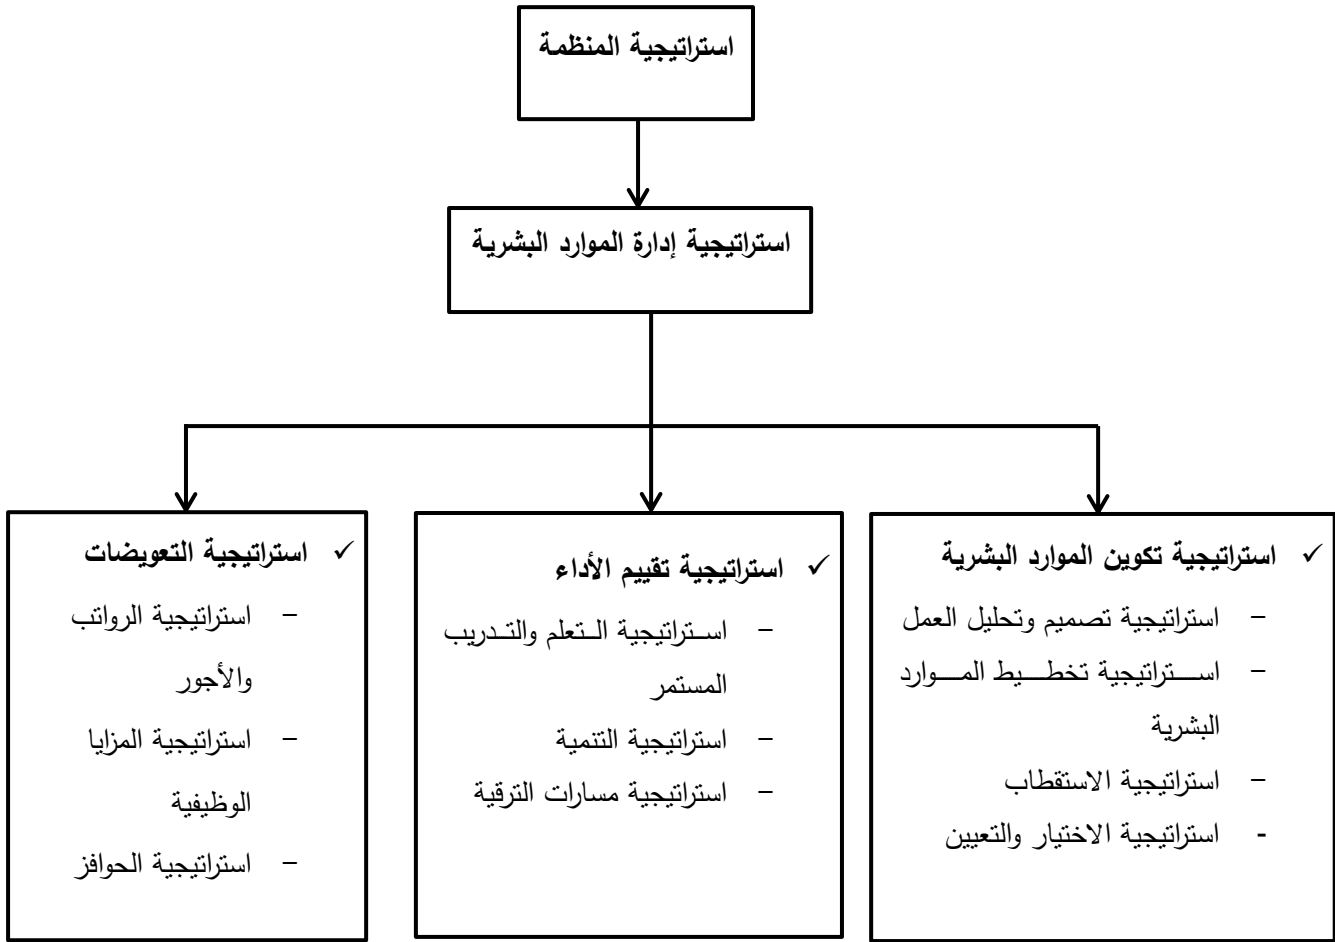 استراتيجية المنظمة
استراتيجية إدارة الموارد البشرية
✓ استراتيجية تكوين الموارد البشرية
– استراتيجية تصميم وتحليل العمل
– استراتيجية تخطيط الموارد
البشرية
– استراتيجية الاستقطاب
- استراتيجية الاختيار والتعيين
✓ استراتيجية تقييم الأداء
– استراتيجية التعلم والتدريب
المستمر
– استراتيجية التنمية
– استراتيجية مسارات الترقية
✓ استراتيجية التعويضات
– استراتيجية الرواتب
والأجور
– استراتيجية المزايا
الوظيفية
– استراتيجية الحوافز